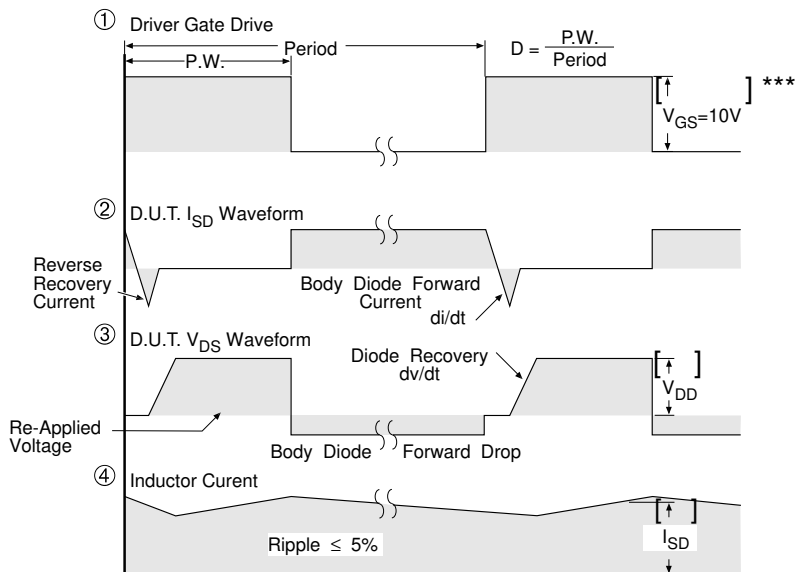 ① Driver Gate Drive
Period
P.W.
D = P.W.
Period
[ ] ***
V_GS=10V
② D.U.T. I_SD Waveform
Reverse
Recovery
Current
Body Diode Forward
Current
di/dt
③ D.U.T. V_DS Waveform
Diode Recovery
dv/dt
[ ]
V_DD
Re-Applied
Voltage
Body Diode Forward Drop
④ Inductor Curent
[ ]
Ripple ≤ 5%
I_SD